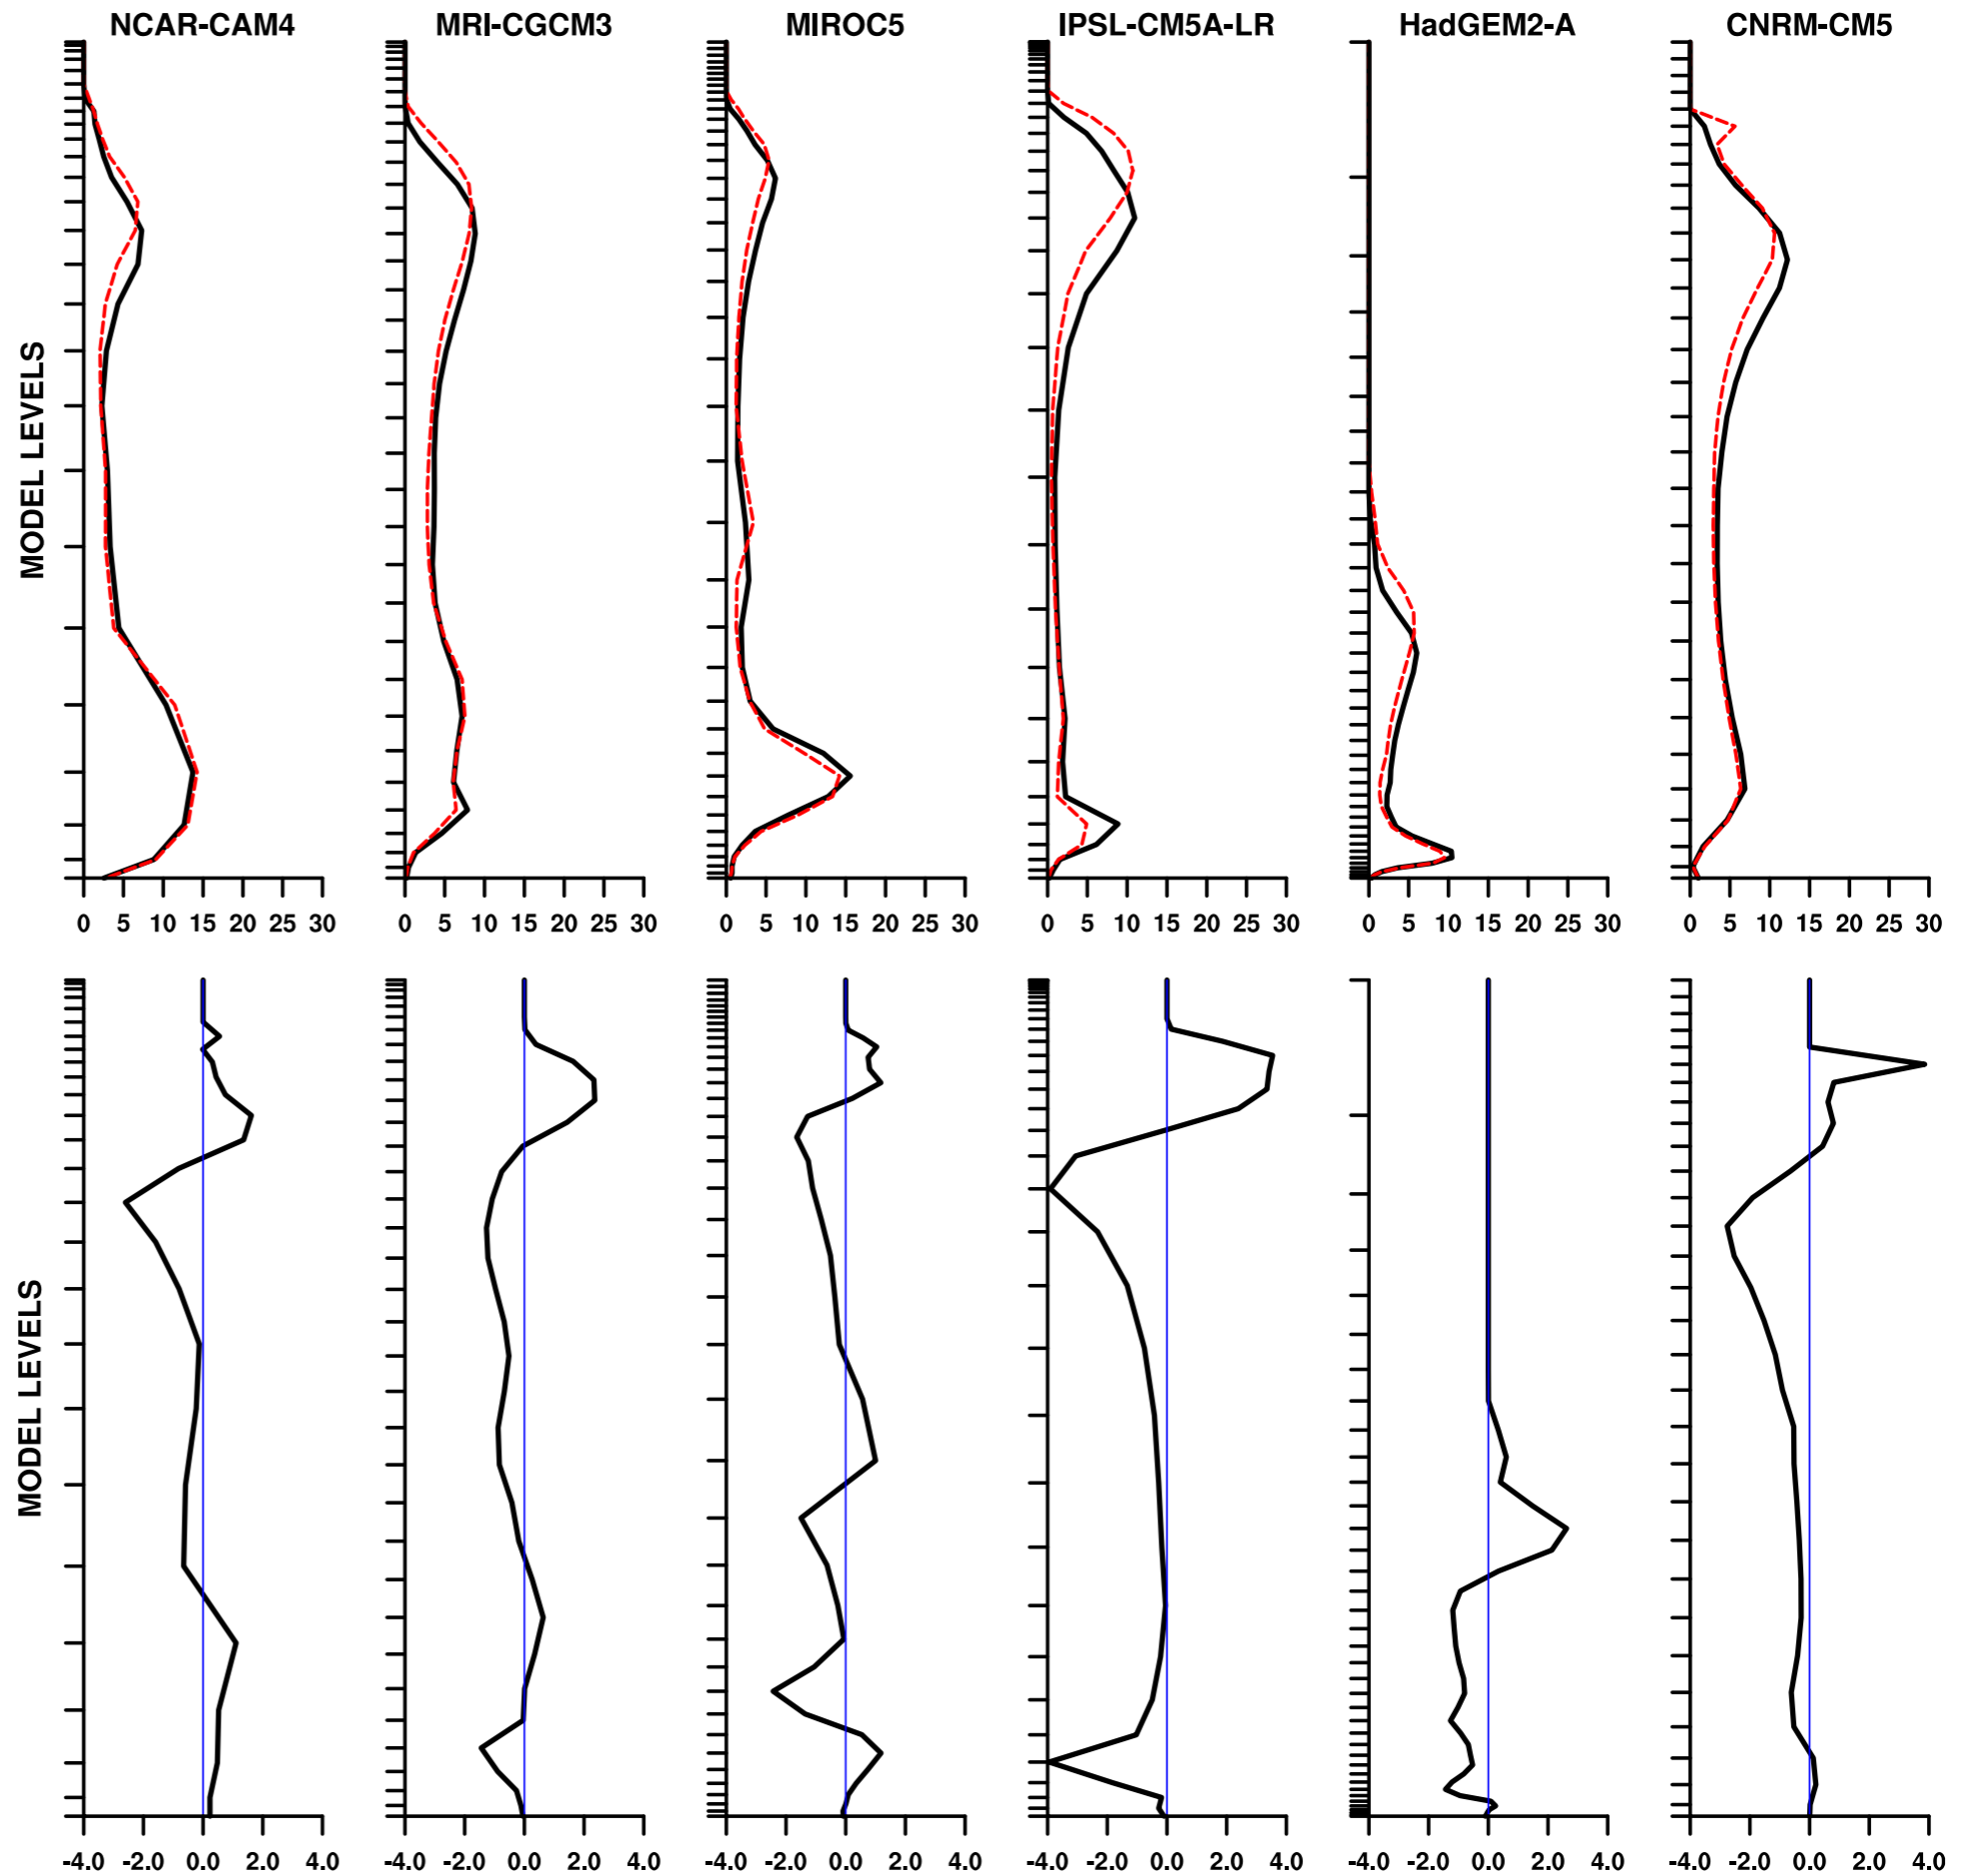 NCAR-CAM4 MRI-CGCM3 MIROC5 IPSL-CM5A-LR HadGEM2-A CNRM-CM5
MODEL LEVELS
0 5 10 15 20 25 30 0 5 10 15 20 25 30 0 5 10 15 20 25 30 0 5 10 15 20 25 30 0 5 10 15 20 25 30 0 5 10 15 20 25 30
MODEL LEVELS
-4.0 -2.0 0.0 2.0 4.0 -4.0 -2.0 0.0 2.0 4.0 -4.0 -2.0 0.0 2.0 4.0 -4.0 -2.0 0.0 2.0 4.0 -4.0 -2.0 0.0 2.0 4.0 -4.0 -2.0 0.0 2.0 4.0